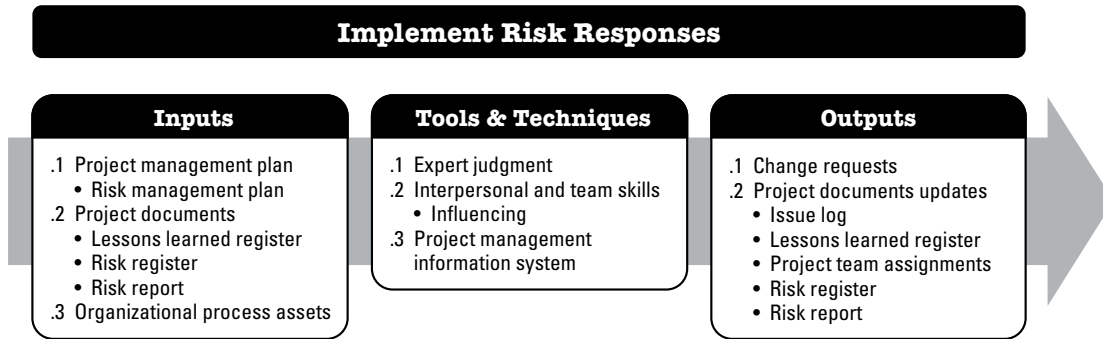 Implement Risk Responses
Inputs
.1 Project management plan
• Risk management plan
.2 Project documents
• Lessons learned register
• Risk register
• Risk report
.3 Organizational process assets
Tools & Techniques
.1 Expert judgment
.2 Interpersonal and team skills
• Influencing
.3 Project management
information system
Outputs
.1 Change requests
.2 Project documents updates
• Issue log
• Lessons learned register
• Project team assignments
• Risk register
• Risk report